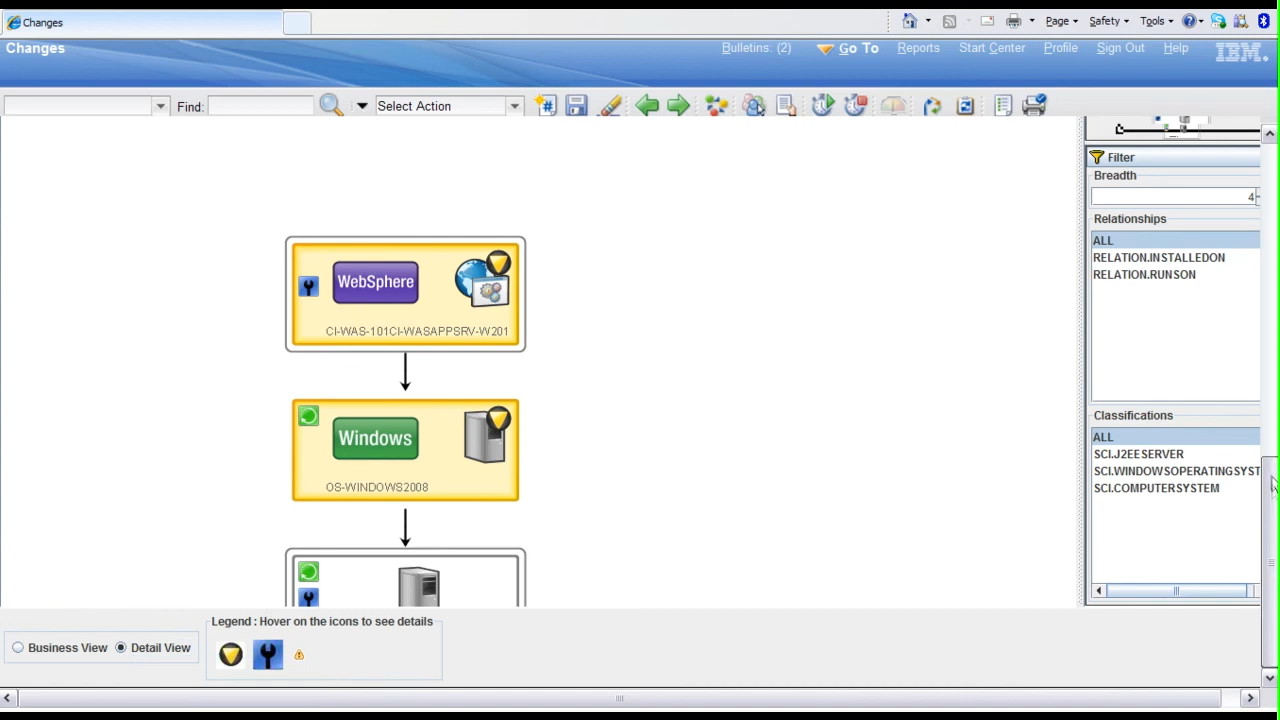 Changes
Page
Safety
Tools
Changes
Bulletins: (2)
Go To
Reports
Start Center
Profile
Sign Out
Help
IBM.
Find:
Select Action
Filter
Breadth
4
Relationships
ALL
RELATION.INSTALLEDON
RELATION.RUNSON
WebSphere
CI-WAS-101CI-WASAPPSRV-W201
Windows
OS-WINDOWS2008
Classifications
ALL
SCI.J2EESERVER
SCI.WINDOWSOPERATINGSYST
SCI.COMPUTERSYSTEM
Business View
Detail View
Legend : Hover on the icons to see details